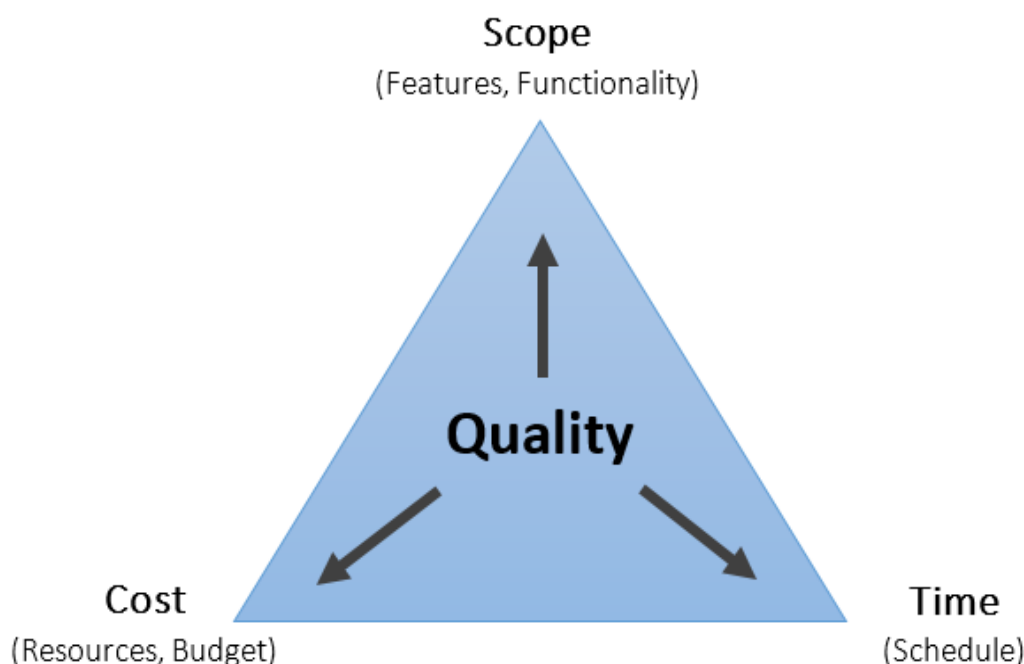 Scope
(Features, Functionality)
Quality
Cost
(Resources, Budget)
Time
(Schedule)